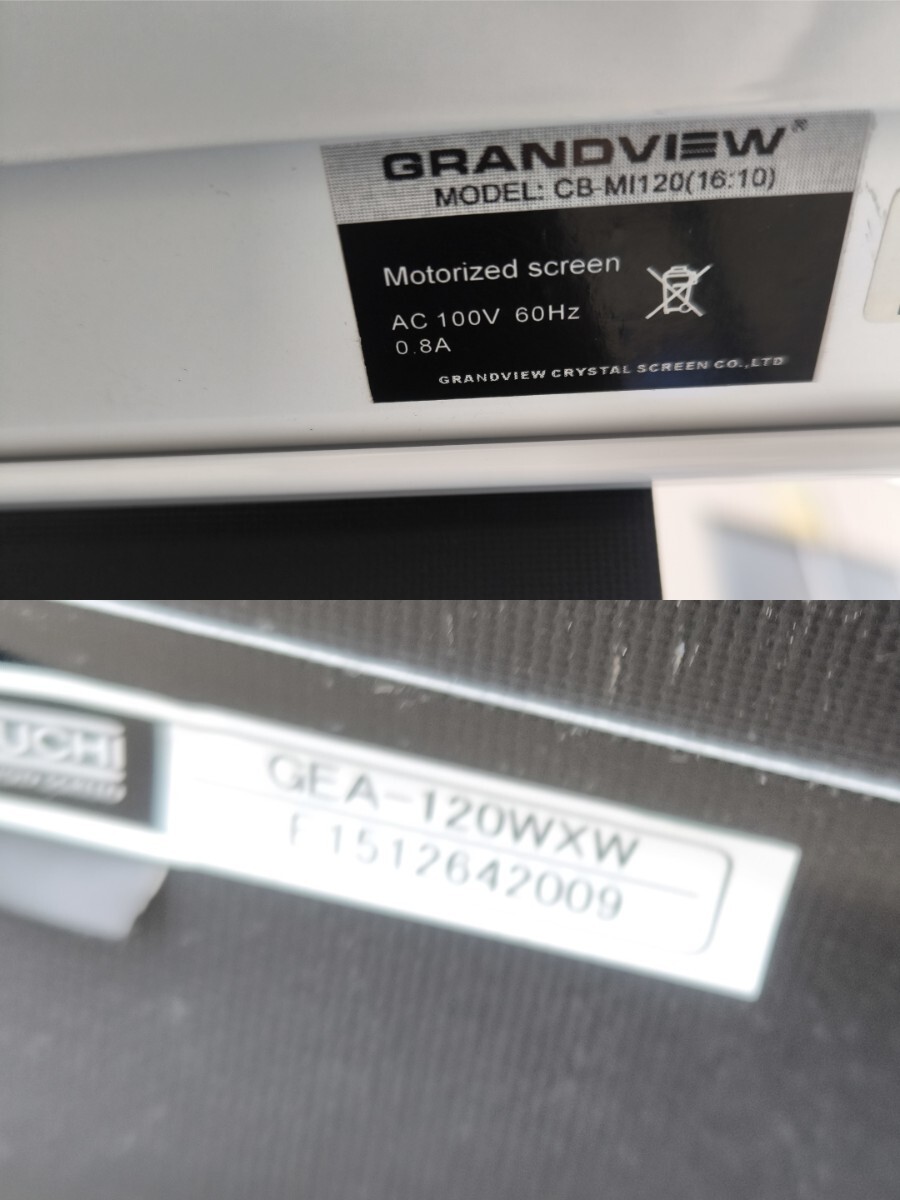 GRANDVIEW®
MODEL: CB-MI120(16:10)
Motorized screen
AC 100V 60Hz
0.8A
GRANDVIEW CRYSTAL SCREEN CO.,LTD
UCHI
SCREEN
GEA-120WXW
F1512642009